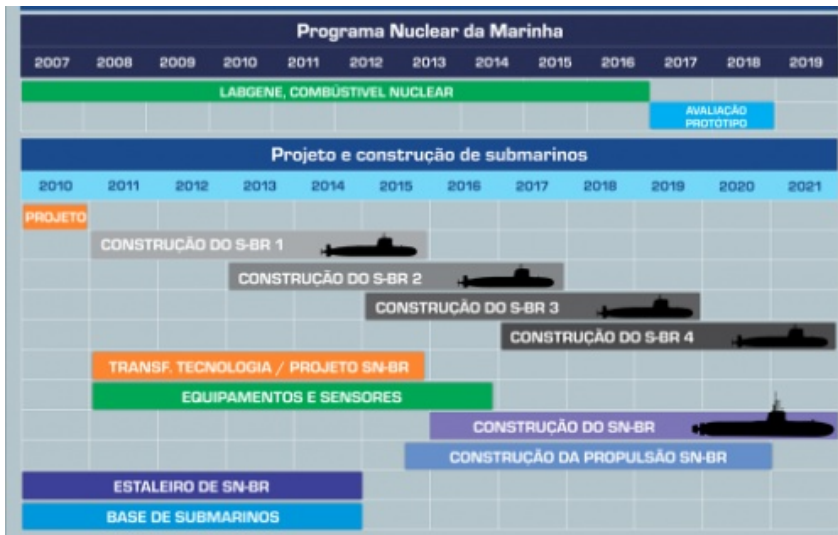 Programa Nuclear da Marinha
2007 2008 2009 2010 2011 2012 2013 2014 2015 2016 2017 2018 2019
LABGENE, COMBÚSTIVEL NUCLEAR
AVALIAÇÃO
PROTÓTIPO
Projeto e construção de submarinos
2010 2011 2012 2013 2014 2015 2016 2017 2018 2019 2020 2021
PROJETO
CONSTRUÇÃO DO S-BR 1
CONSTRUÇÃO DO S-BR 2
CONSTRUÇÃO DO S-BR 3
CONSTRUÇÃO DO S-BR 4
TRANSF. TECNOLOGIA / PROJETO SN-BR
EQUIPAMENTOS E SENSORES
CONSTRUÇÃO DO SN-BR
CONSTRUÇÃO DA PROPULSÃO SN-BR
ESTALEIRO DE SN-BR
BASE DE SUBMARINOS